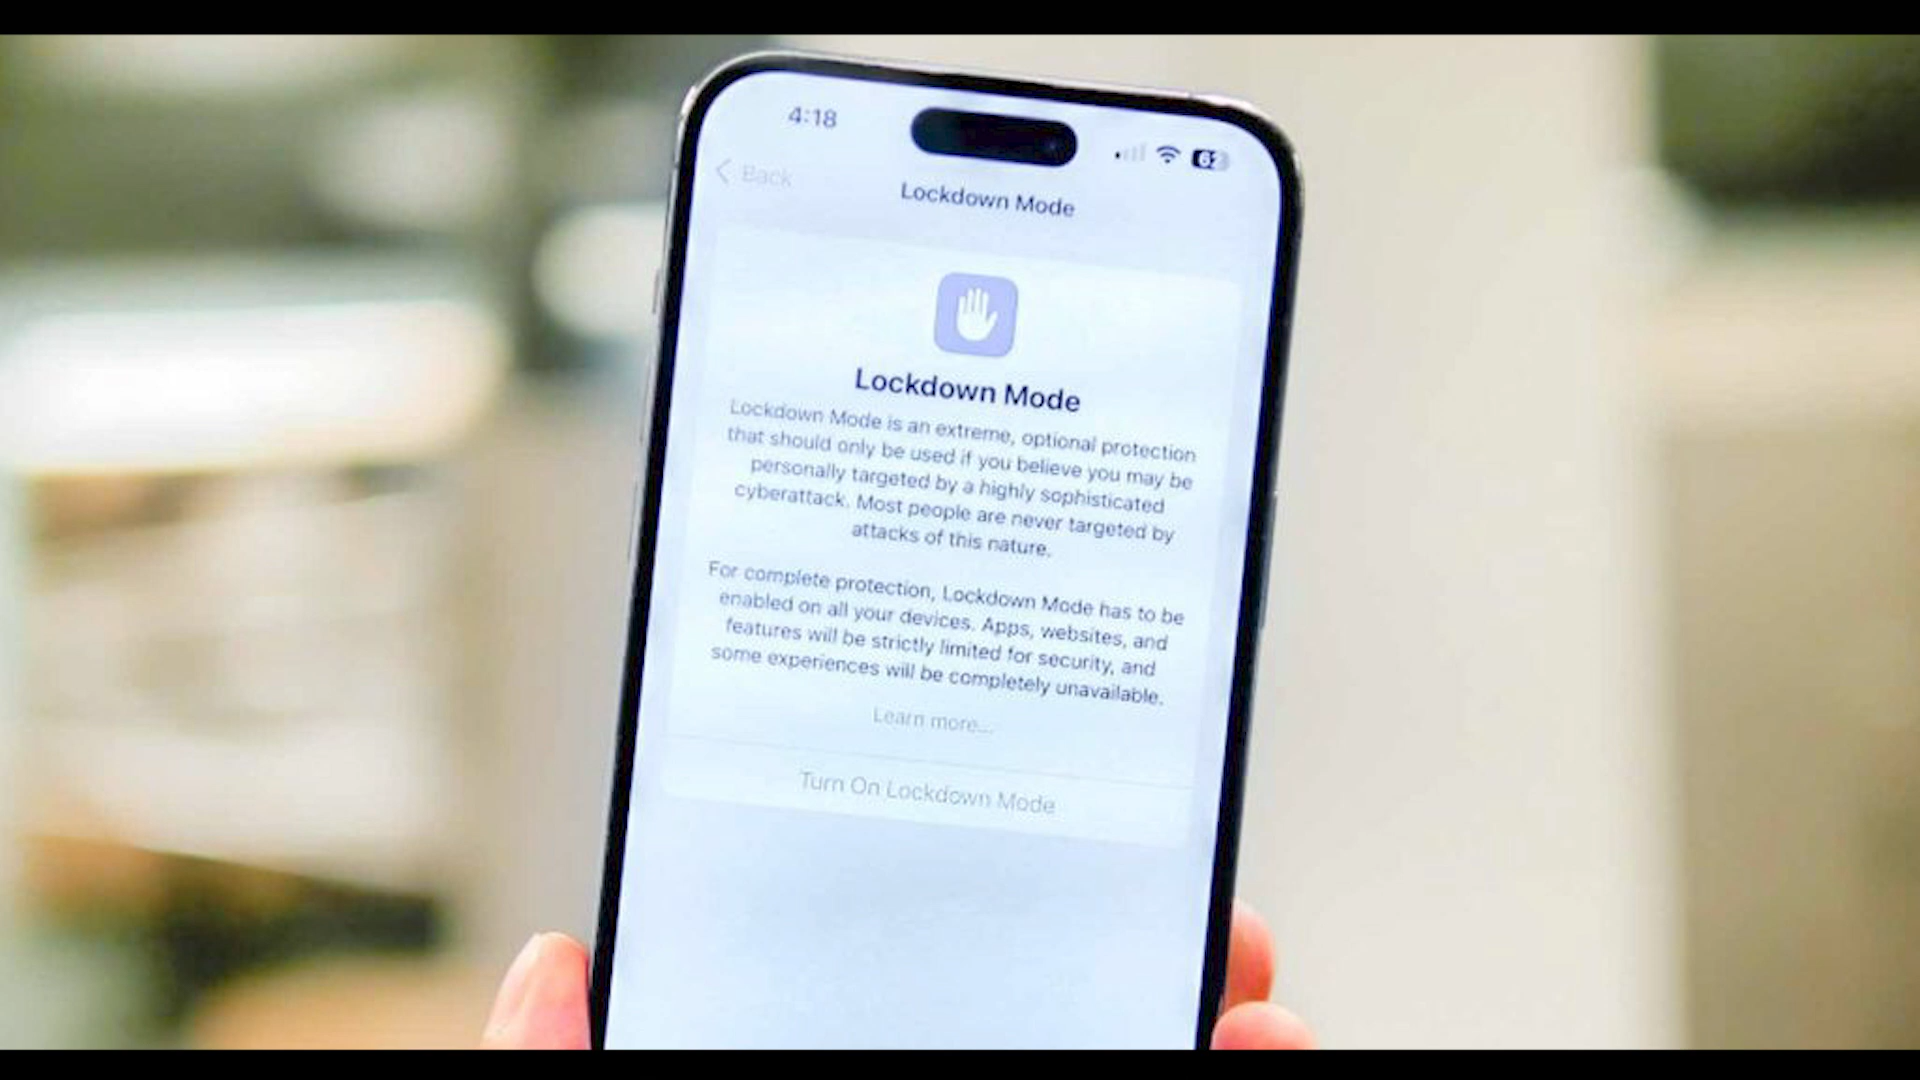 4:18
62
Back
Lockdown Mode
Lockdown Mode
Lockdown Mode is an extreme, optional protection
that should only be used if you believe you may be
personally targeted by a highly sophisticated
cyberattack. Most people are never targeted by
attacks of this nature.
For complete protection, Lockdown Mode has to be
enabled on all your devices. Apps, websites, and
features will be strictly limited for security, and
some experiences will be completely unavailable.
Learn more...
Turn On Lockdown Mode